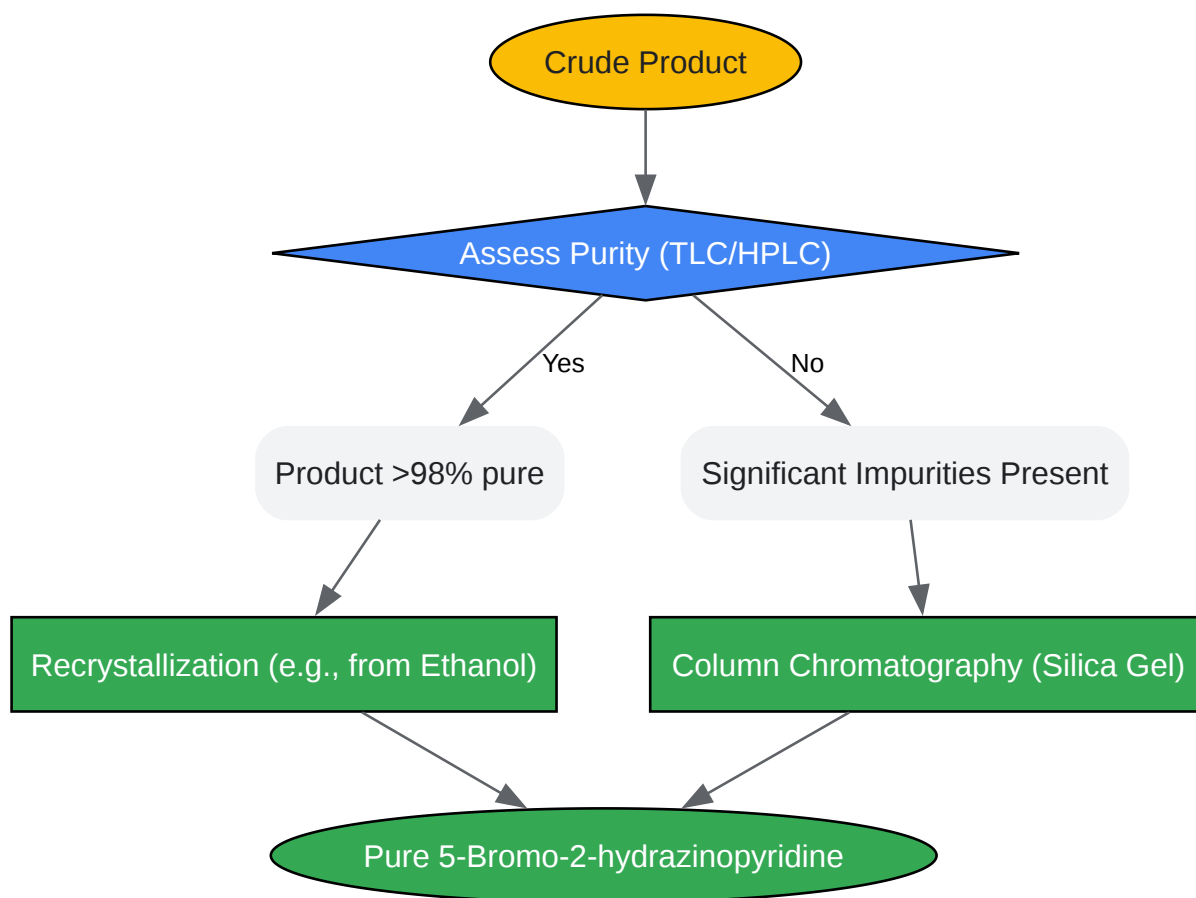 Crude Product
Assess Purity (TLC/HPLC)
Yes
No
Product >98% pure
Significant Impurities Present
Recrystallization (e.g., from Ethanol)
Column Chromatography (Silica Gel)
Pure 5-Bromo-2-hydrazinopyridine